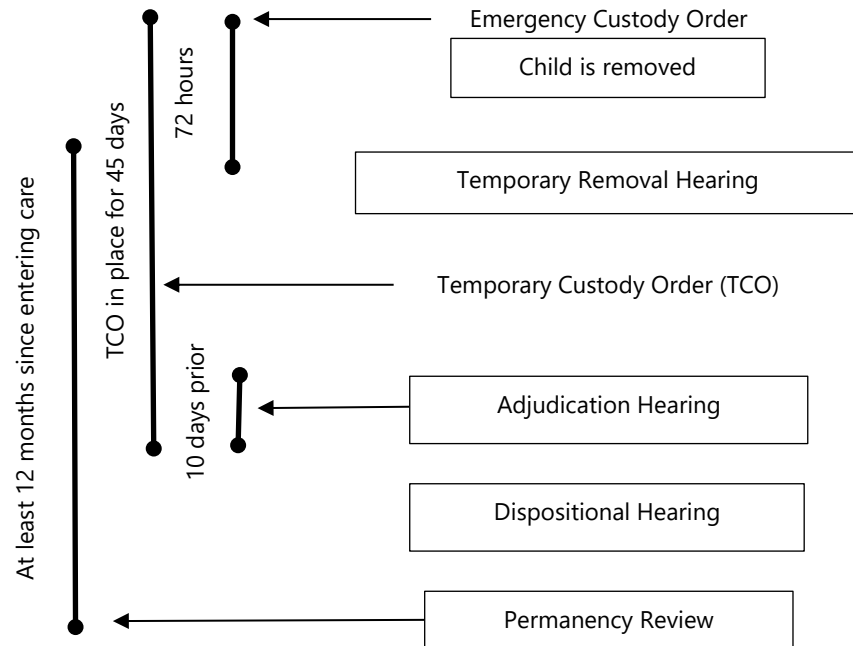 Emergency Custody Order
Child is removed
72 hours
TCO in place for 45 days
At least 12 months since entering care
Temporary Removal Hearing
Temporary Custody Order (TCO)
10 days prior
Adjudication Hearing
Dispositional Hearing
Permanency Review